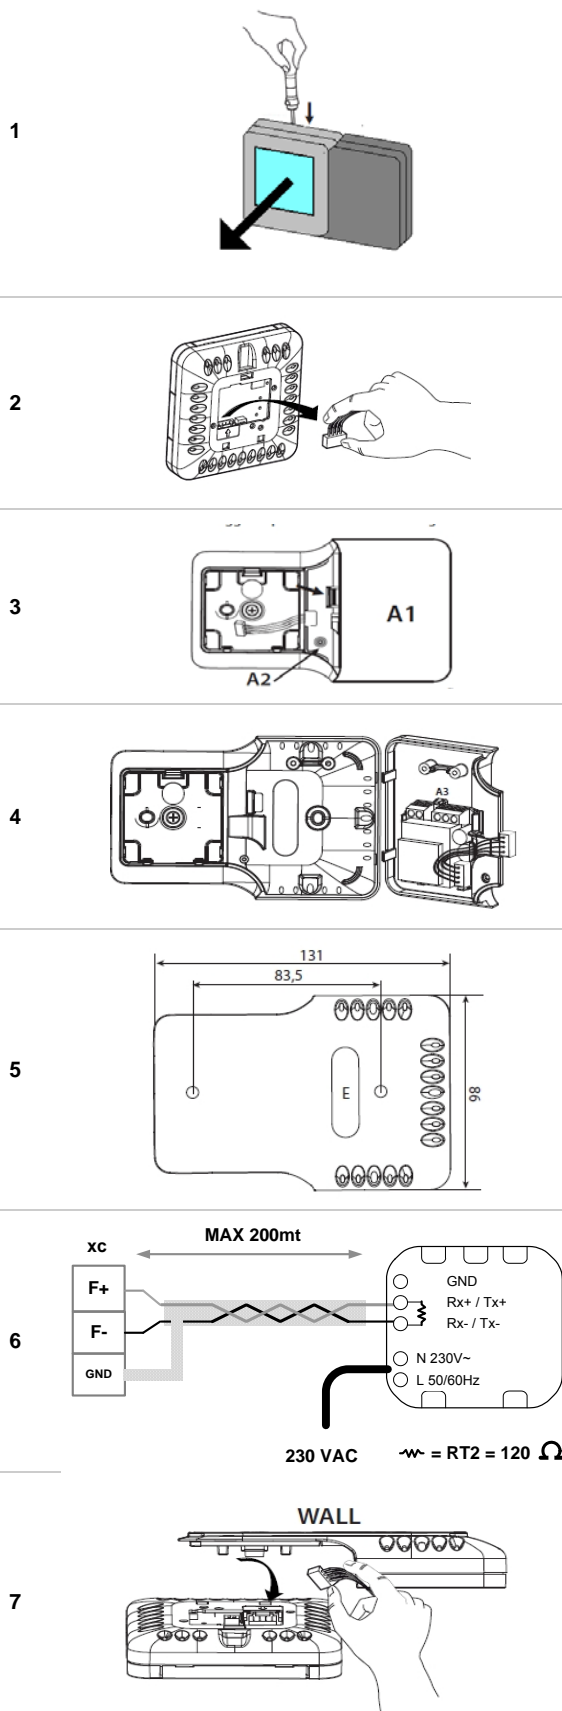 1
2
3
A1
A2
4
A3
5
131
83,5
E
98
6
MAX 200mt
xc
F+
F-
GND
GND
Rx+ / Tx+
Rx- / Tx-
N 230V~
L 50/60Hz
230 VAC
= RT2 = 120 Ω
7
WALL